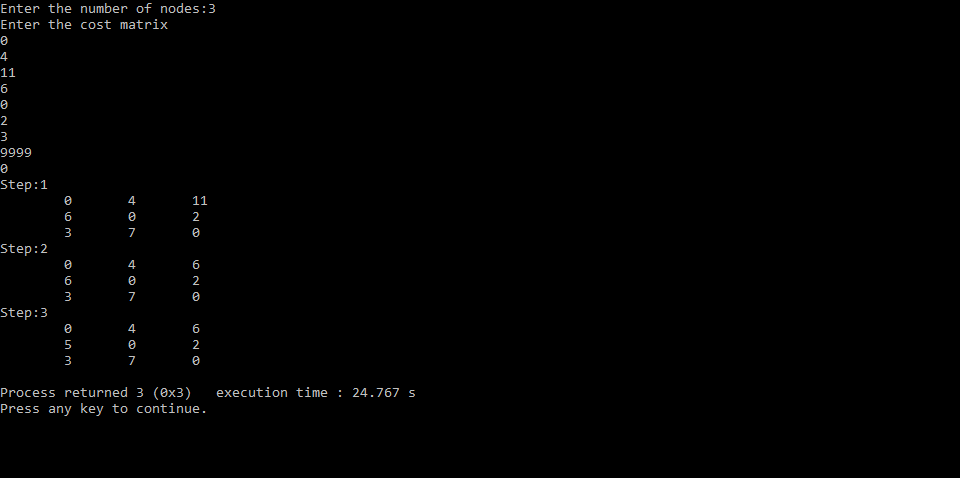 Enter the number of nodes:3
Enter the cost matrix
0
4
11
6
0
2
3
9999
0
Step:1
0 4 11
6 0 2
3 7 0
Step:2
0 4 6
6 0 2
3 7 0
Step:3
0 4 6
5 0 2
3 7 0
Process returned 3 (0x3) execution time : 24.767 s
Press any key to continue.